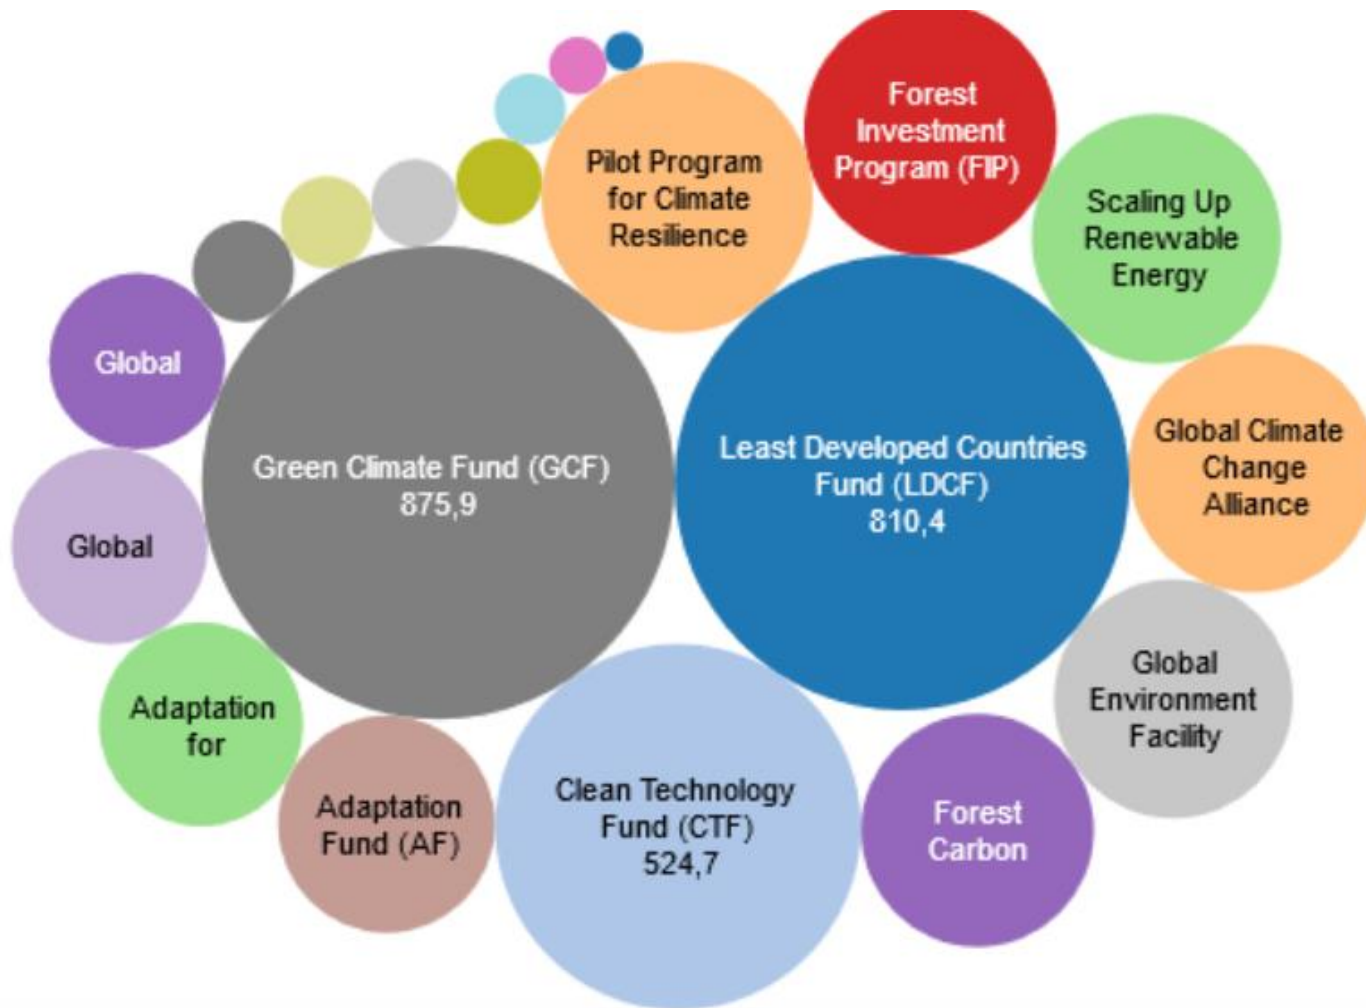 Forest
Investment
Program (FIP)
Pilot Program
for Climate
Resilience
Scaling Up
Renewable
Energy
Global
Green Climate Fund (GCF)
875,9
Least Developed Countries
Fund (LDCF)
810,4
Global Climate
Change
Alliance
Global
Global
Environment
Facility
Adaptation
for
Adaptation
Fund (AF)
Clean Technology
Fund (CTF)
524,7
Forest
Carbon